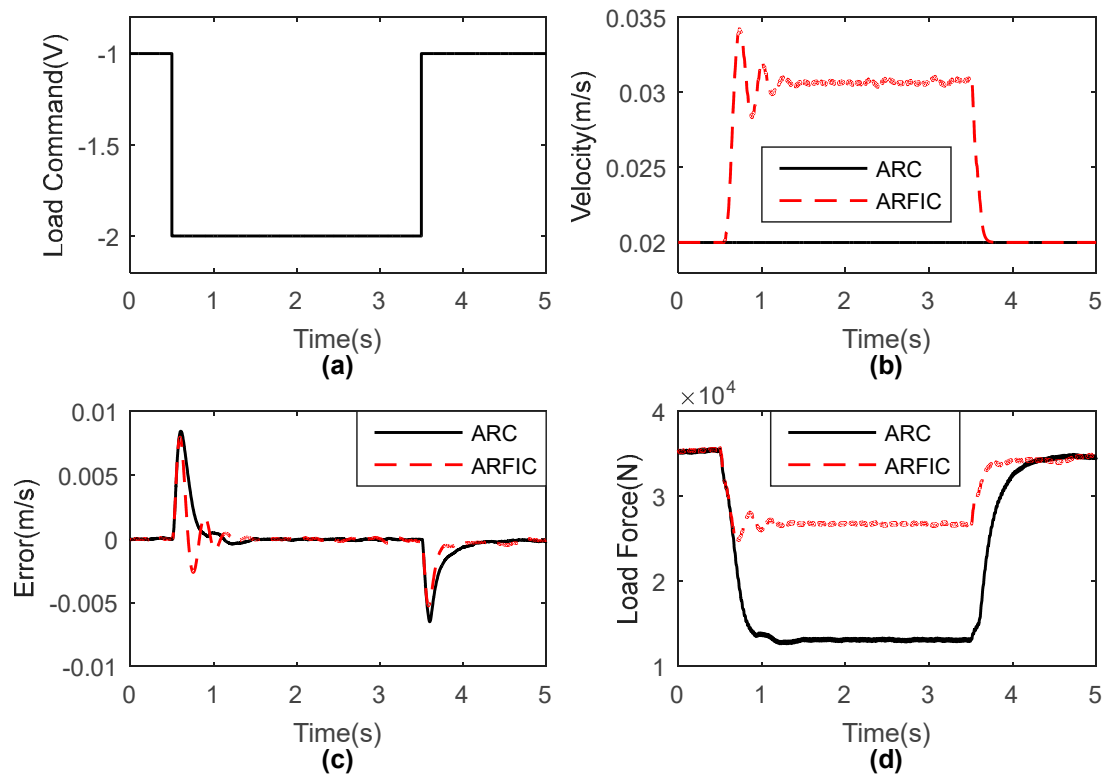 Load Command(V)
-1
-1.5
-2
0 1 2 3 4 5
Time(s)
(a)
Velocity(m/s)
0.035
0.03
0.025
0.02
ARC
ARFIC
0 1 2 3 4 5
Time(s)
(b)
Error(m/s)
0.01
0.005
0
-0.005
-0.01
ARC
ARFIC
0 1 2 3 4 5
Time(s)
(c)
×10⁴
Load Force(N)
4
3
2
1
ARC
ARFIC
0 1 2 3 4 5
Time(s)
(d)